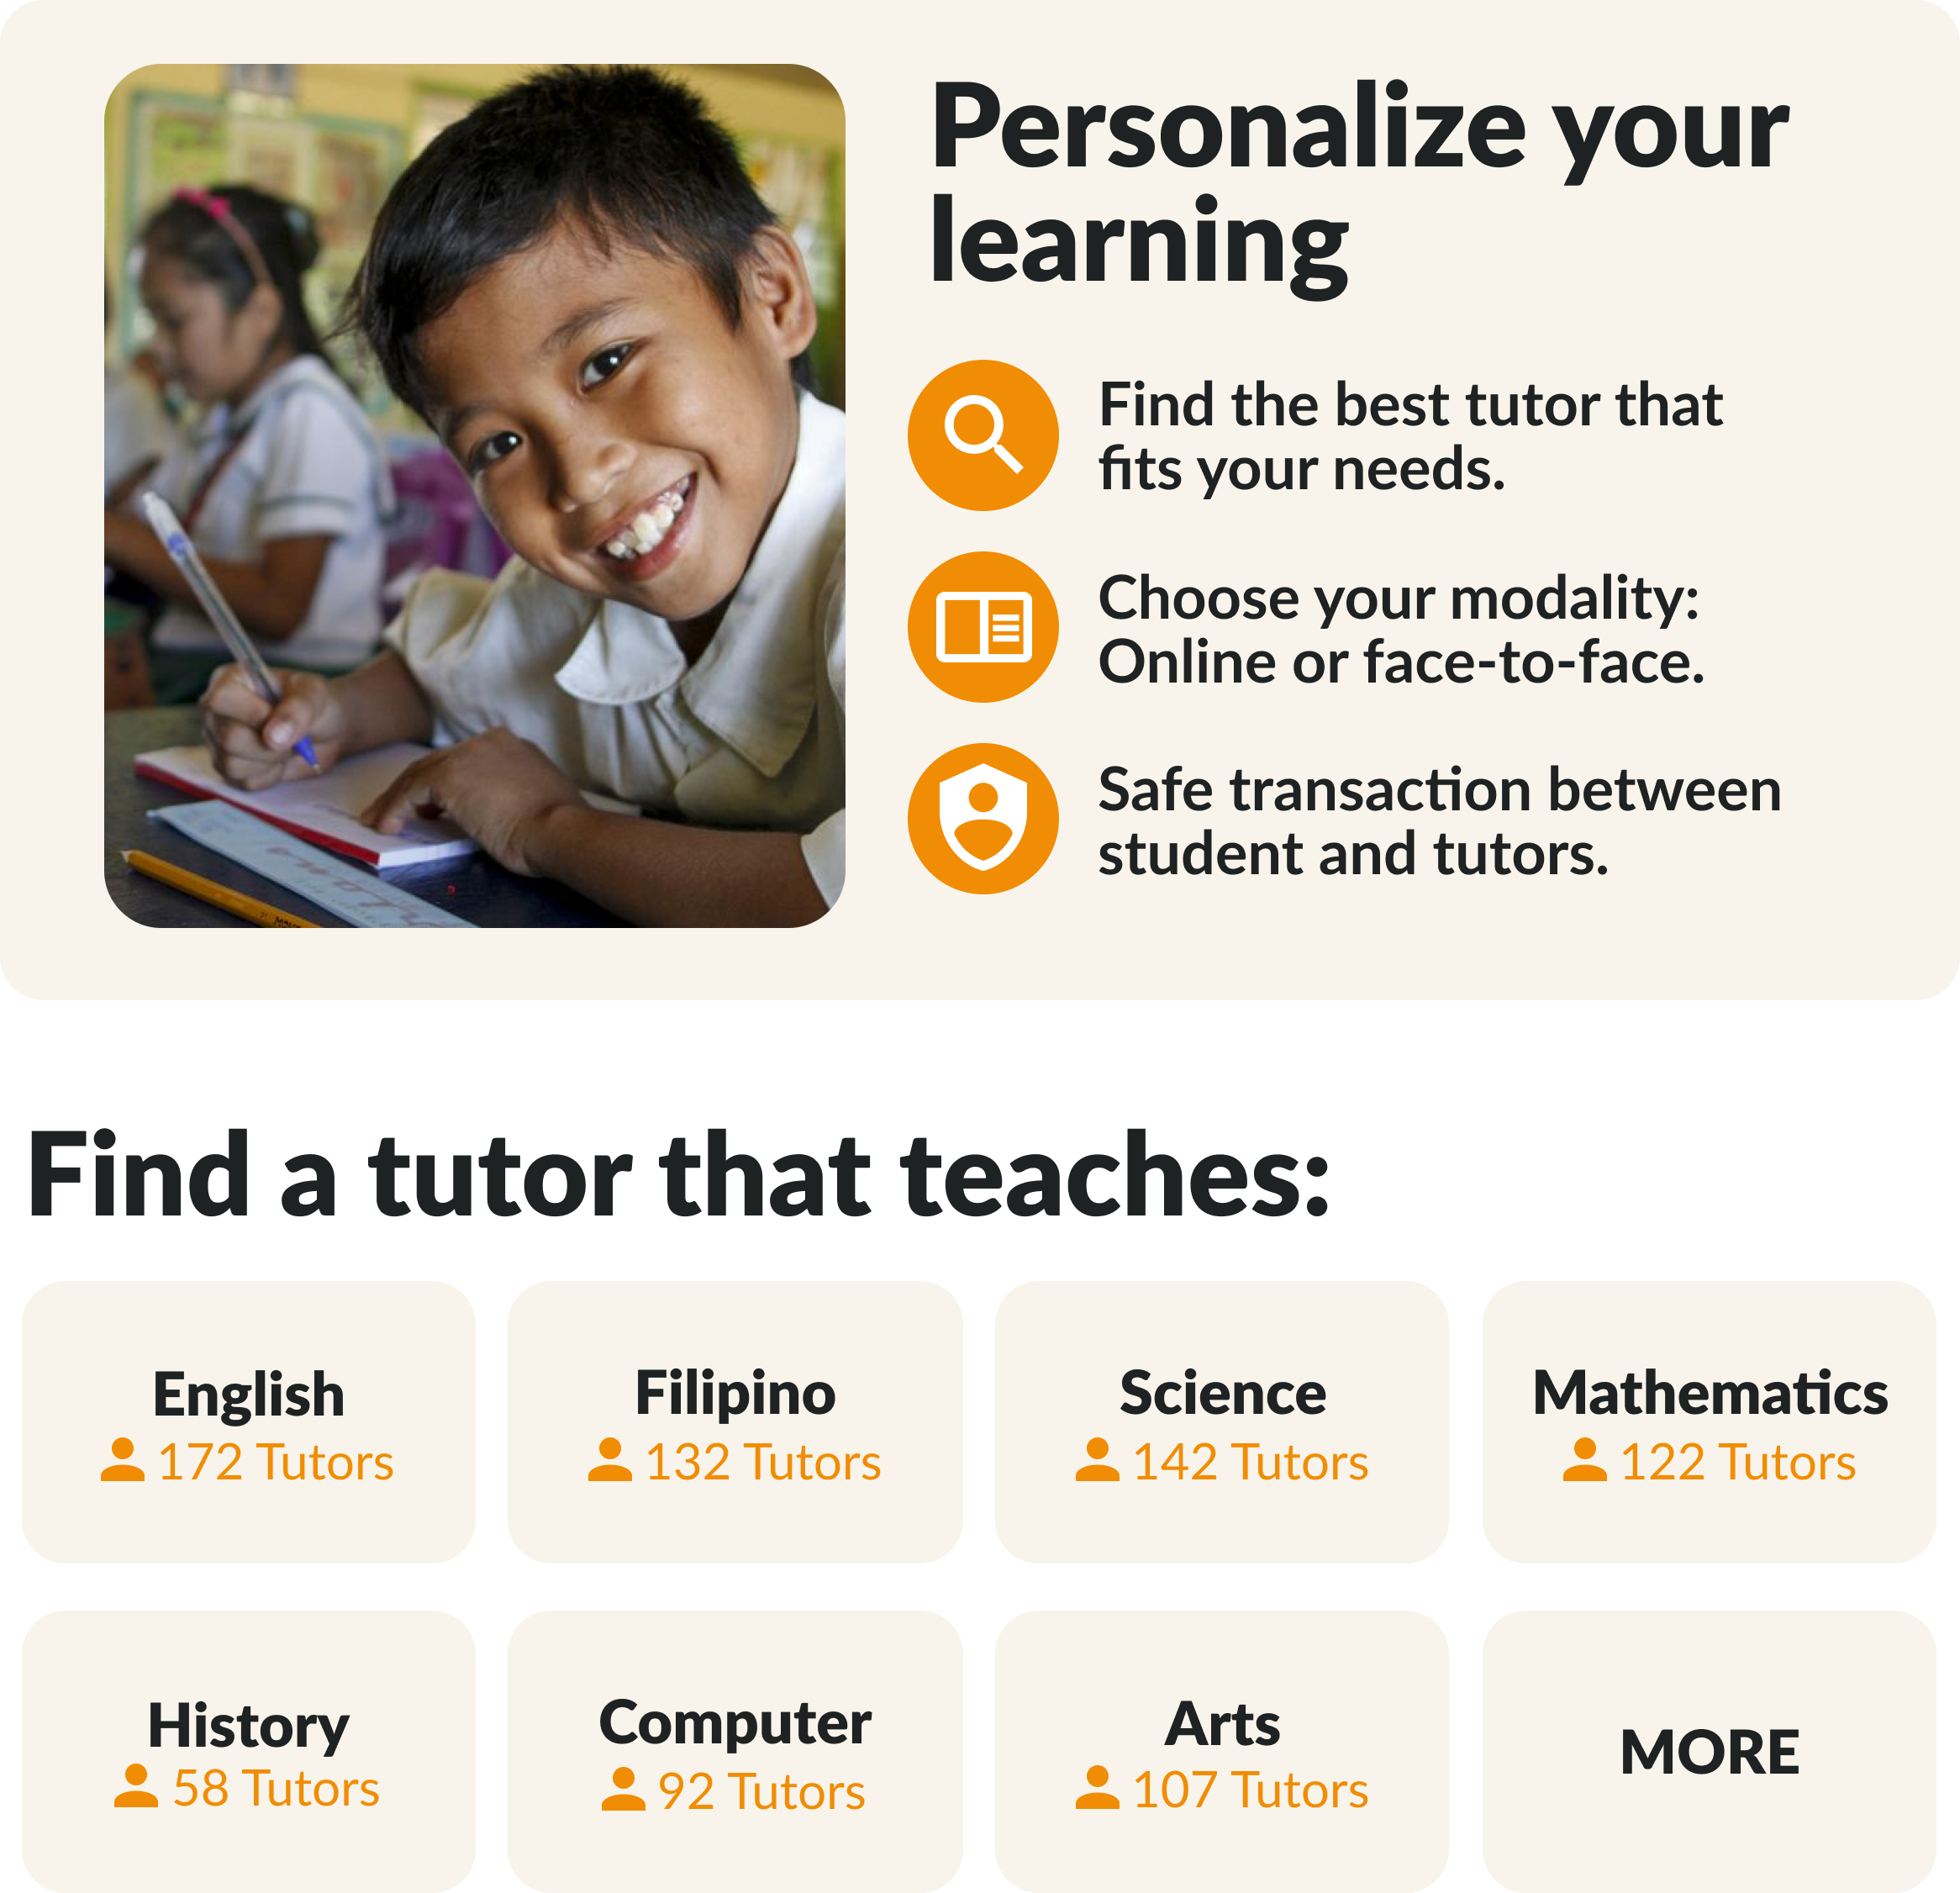 Personalize your
learning
Find the best tutor that
fits your needs.
Choose your modality:
Online or face-to-face.
Safe transaction between
student and tutors.
Find a tutor that teaches:
English
172 Tutors
Filipino
132 Tutors
Science
142 Tutors
Mathematics
122 Tutors
History
58 Tutors
Computer
92 Tutors
Arts
107 Tutors
MORE